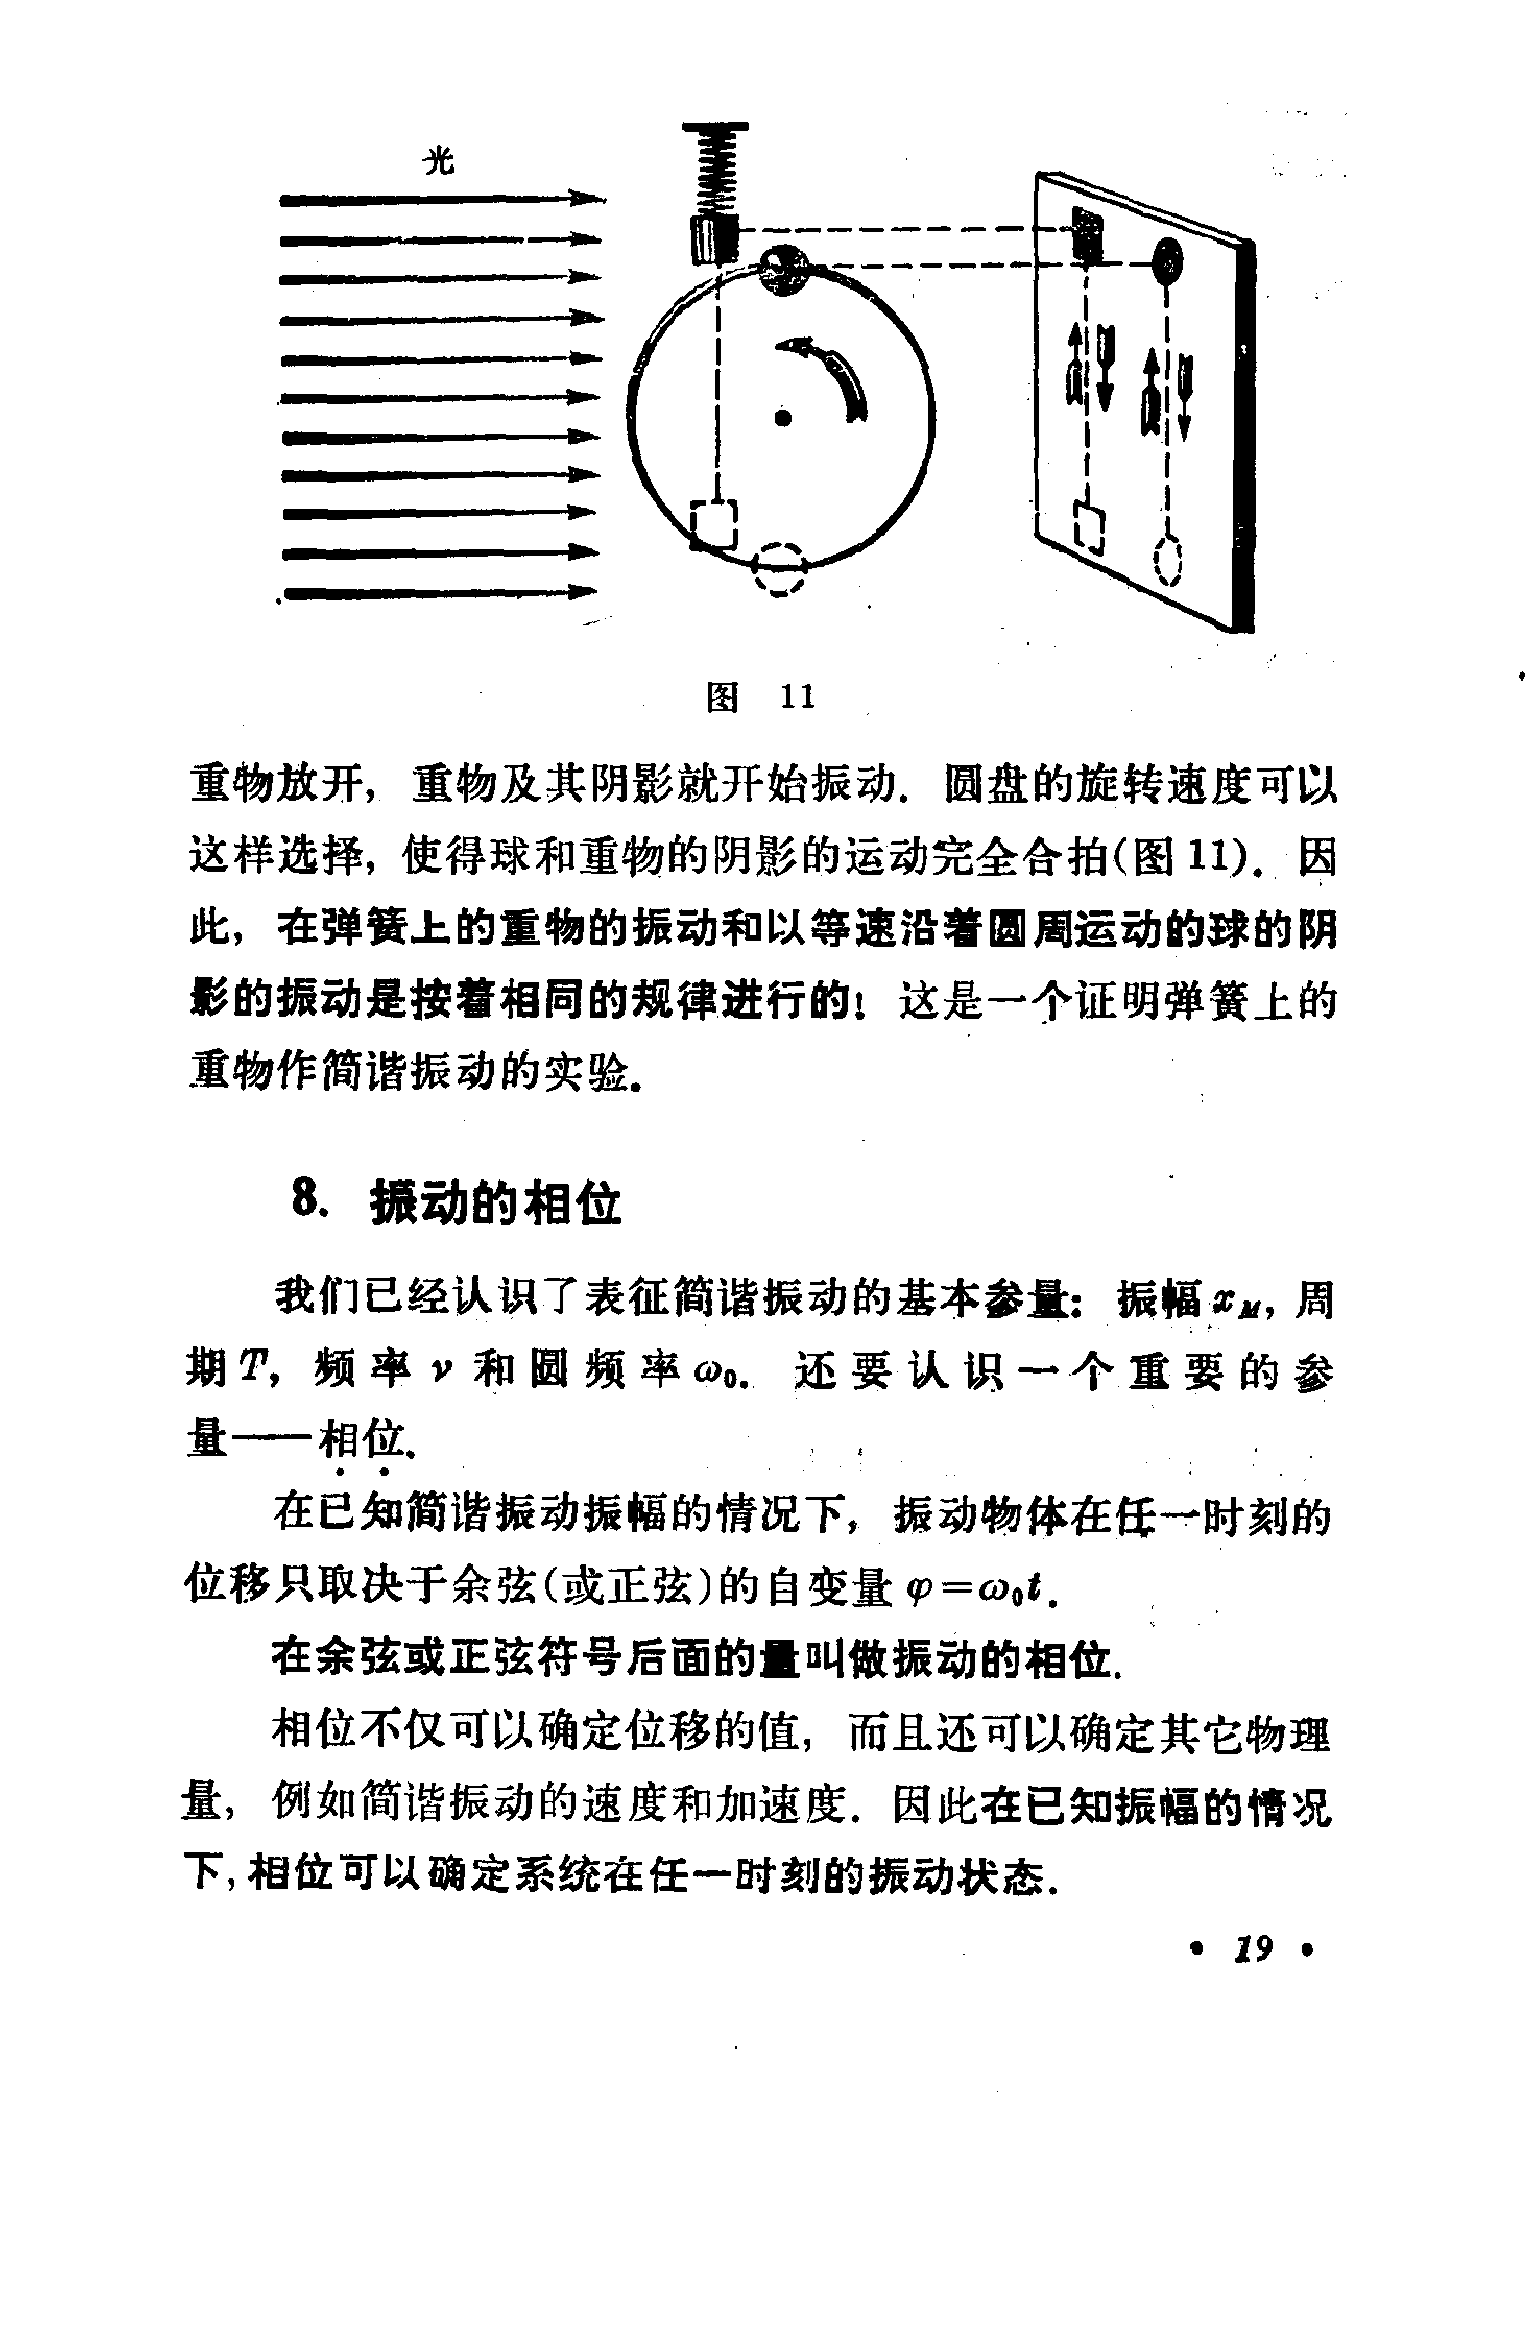 光
图 11
重物放开，重物及其阴影就开始振动．圆盘的旋转速度可以
这样选择，使得球和重物的阴影的运动完全合拍(图11)．因
此，在弹簧上的重物的振动和以等速沿着圆周运动的球的阴
影的振动是按着相同的规律进行的！这是一个证明弹簧上的
重物作简谐振动的实验．
8．振动的相位
我们已经认识了表征简谐振动的基本参量：振幅 x_M，周
期 T，频率 ν 和圆频率 ω₀．还要认识一个重要的参
量——相位．
在已知简谐振动振幅的情况下，振动物体在任一时刻的
位移只取决于余弦(或正弦)的自变量 φ＝ω₀t．
在余弦或正弦符号后面的量叫做振动的相位．
相位不仅可以确定位移的值，而且还可以确定其它物理
量，例如简谐振动的速度和加速度．因此在已知振幅的情况
下，相位可以确定系统在任一时刻的振动状态．
• 19 •